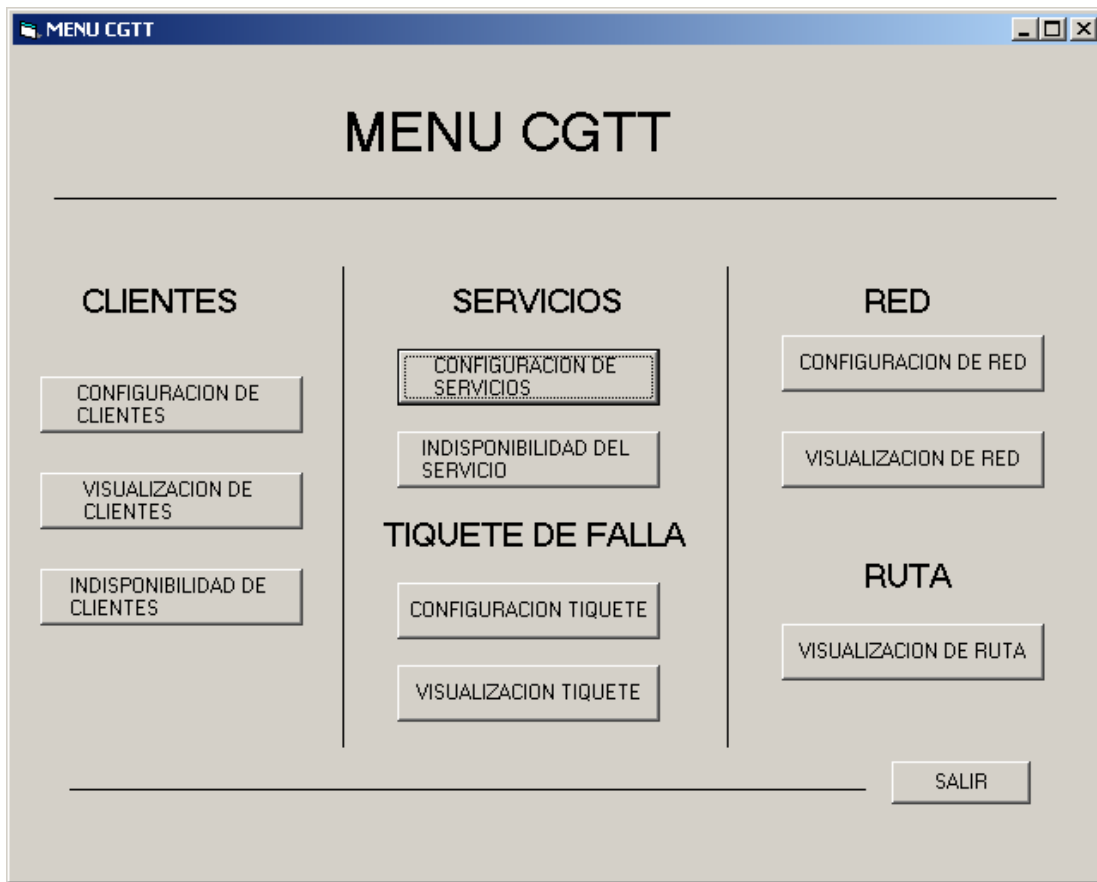 MENU CGTT
MENU CGTT
CLIENTES
CONFIGURACION DE
CLIENTES
VISUALIZACION DE
CLIENTES
INDISPONIBILIDAD DE
CLIENTES
SERVICIOS
CONFIGURACION DE
SERVICIOS
INDISPONIBILIDAD DEL
SERVICIO
TIQUETE DE FALLA
CONFIGURACION TIQUETE
VISUALIZACION TIQUETE
RED
CONFIGURACION DE RED
VISUALIZACION DE RED
RUTA
VISUALIZACION DE RUTA
SALIR